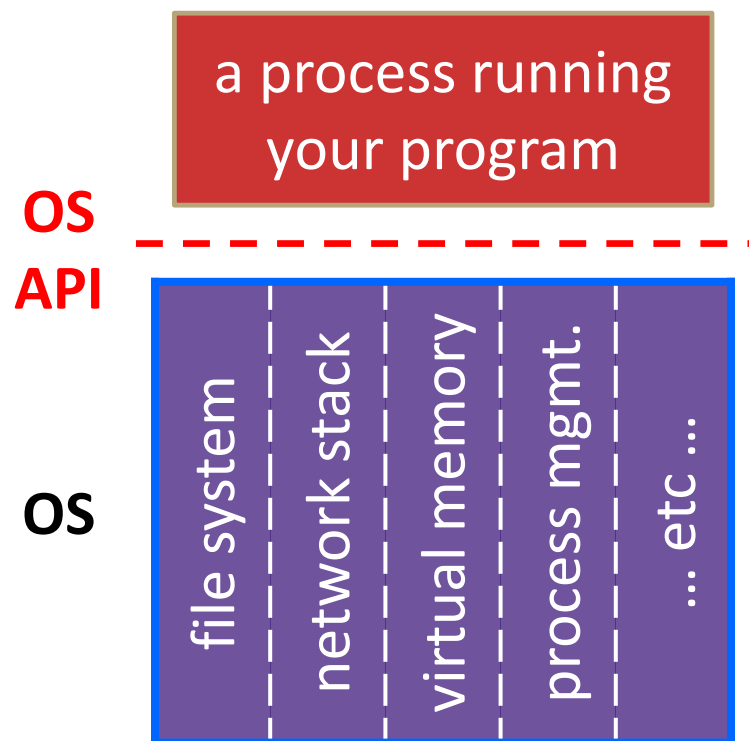 a process running
your program
OS
API
OS
file system
network stack
virtual memory
process mgmt.
... etc ...